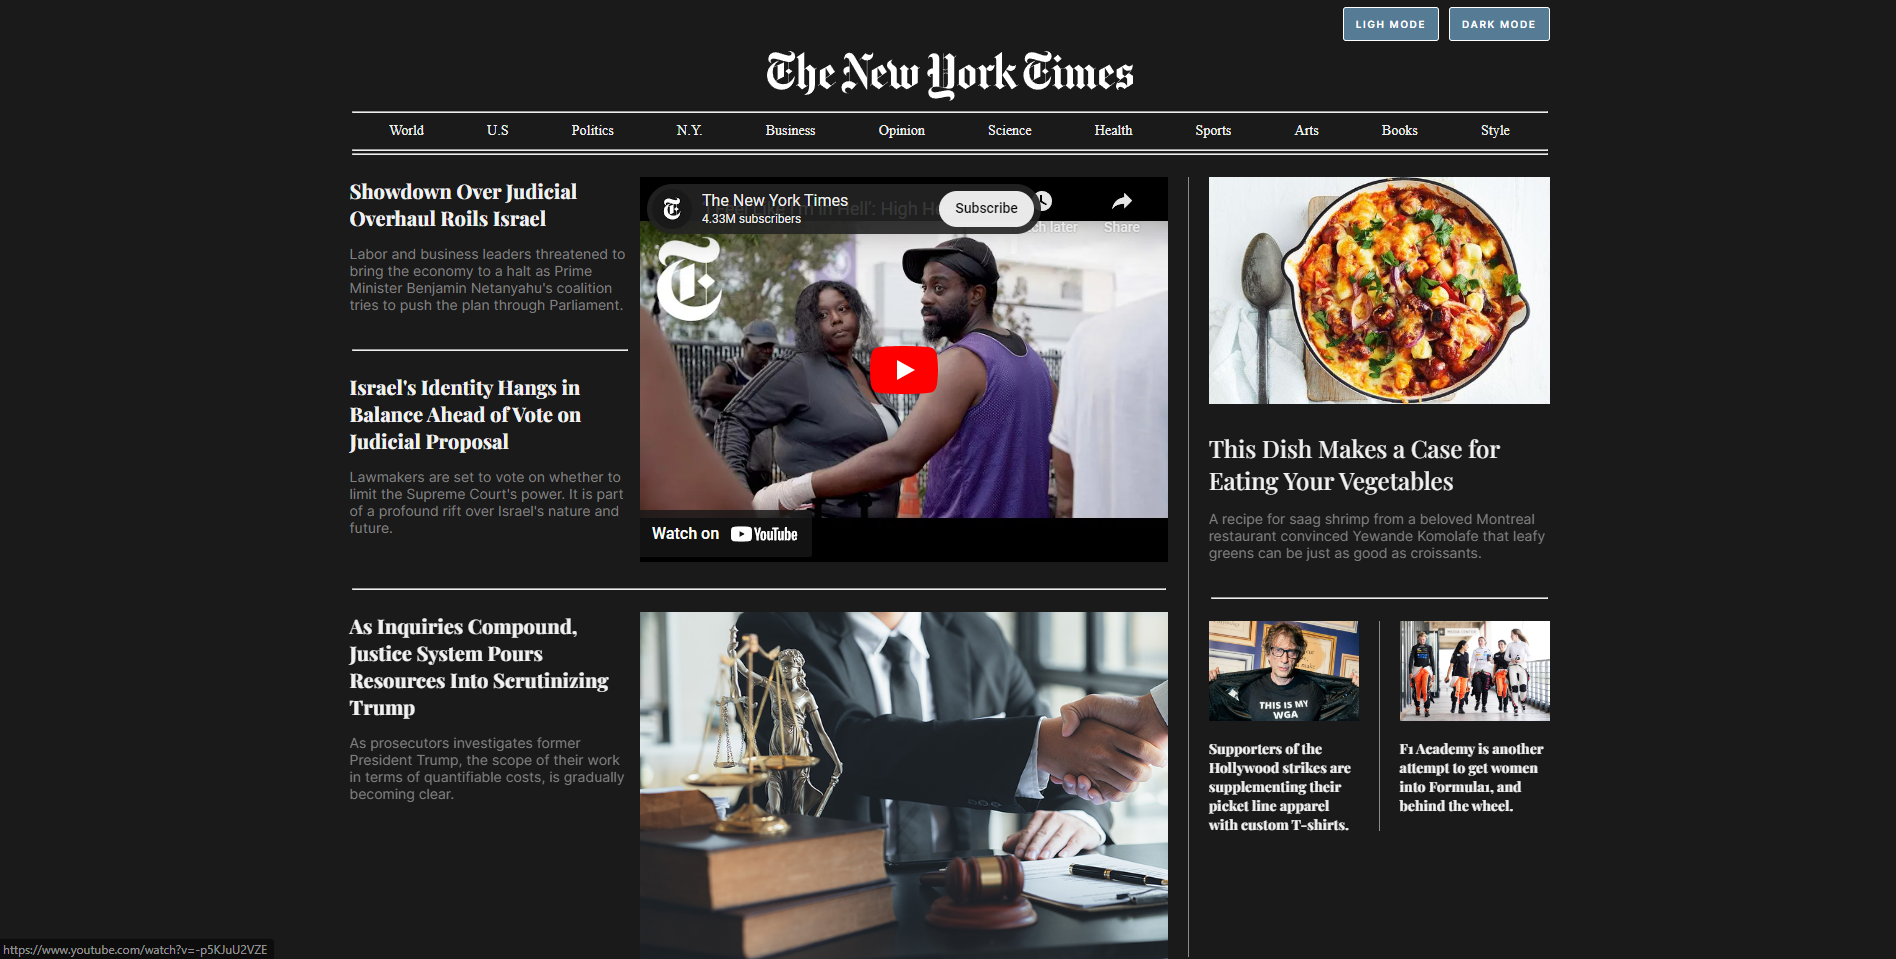 LIGH MODE
DARK MODE
The New York Times
World U.S Politics N.Y. Business Opinion Science Health Sports Arts Books Style
Showdown Over Judicial
Overhaul Roils Israel
Labor and business leaders threatened to
bring the economy to a halt as Prime
Minister Benjamin Netanyahu's coalition
tries to push the plan through Parliament.
Israel's Identity Hangs in
Balance Ahead of Vote on
Judicial Proposal
Lawmakers are set to vote on whether to
limit the Supreme Court's power. It is part
of a profound rift over Israel's nature and
future.
The New York Times
4.33M subscribers
Subscribe
Hell': High
later
Share
T
Watch on YouTube
As Inquiries Compound,
Justice System Pours
Resources Into Scrutinizing
Trump
As prosecutors investigates former
President Trump, the scope of their work
in terms of quantifiable costs, is gradually
becoming clear.
This Dish Makes a Case for
Eating Your Vegetables
A recipe for saag shrimp from a beloved Montreal
restaurant convinced Yewande Komolafe that leafy
greens can be just as good as croissants.
THIS IS MY
WGA
Supporters of the
Hollywood strikes are
supplementing their
picket line apparel
with custom T-shirts.
F1 Academy is another
attempt to get women
into Formula1, and
behind the wheel.
https://www.youtube.com/watch?v=-p5KJuU2VZE